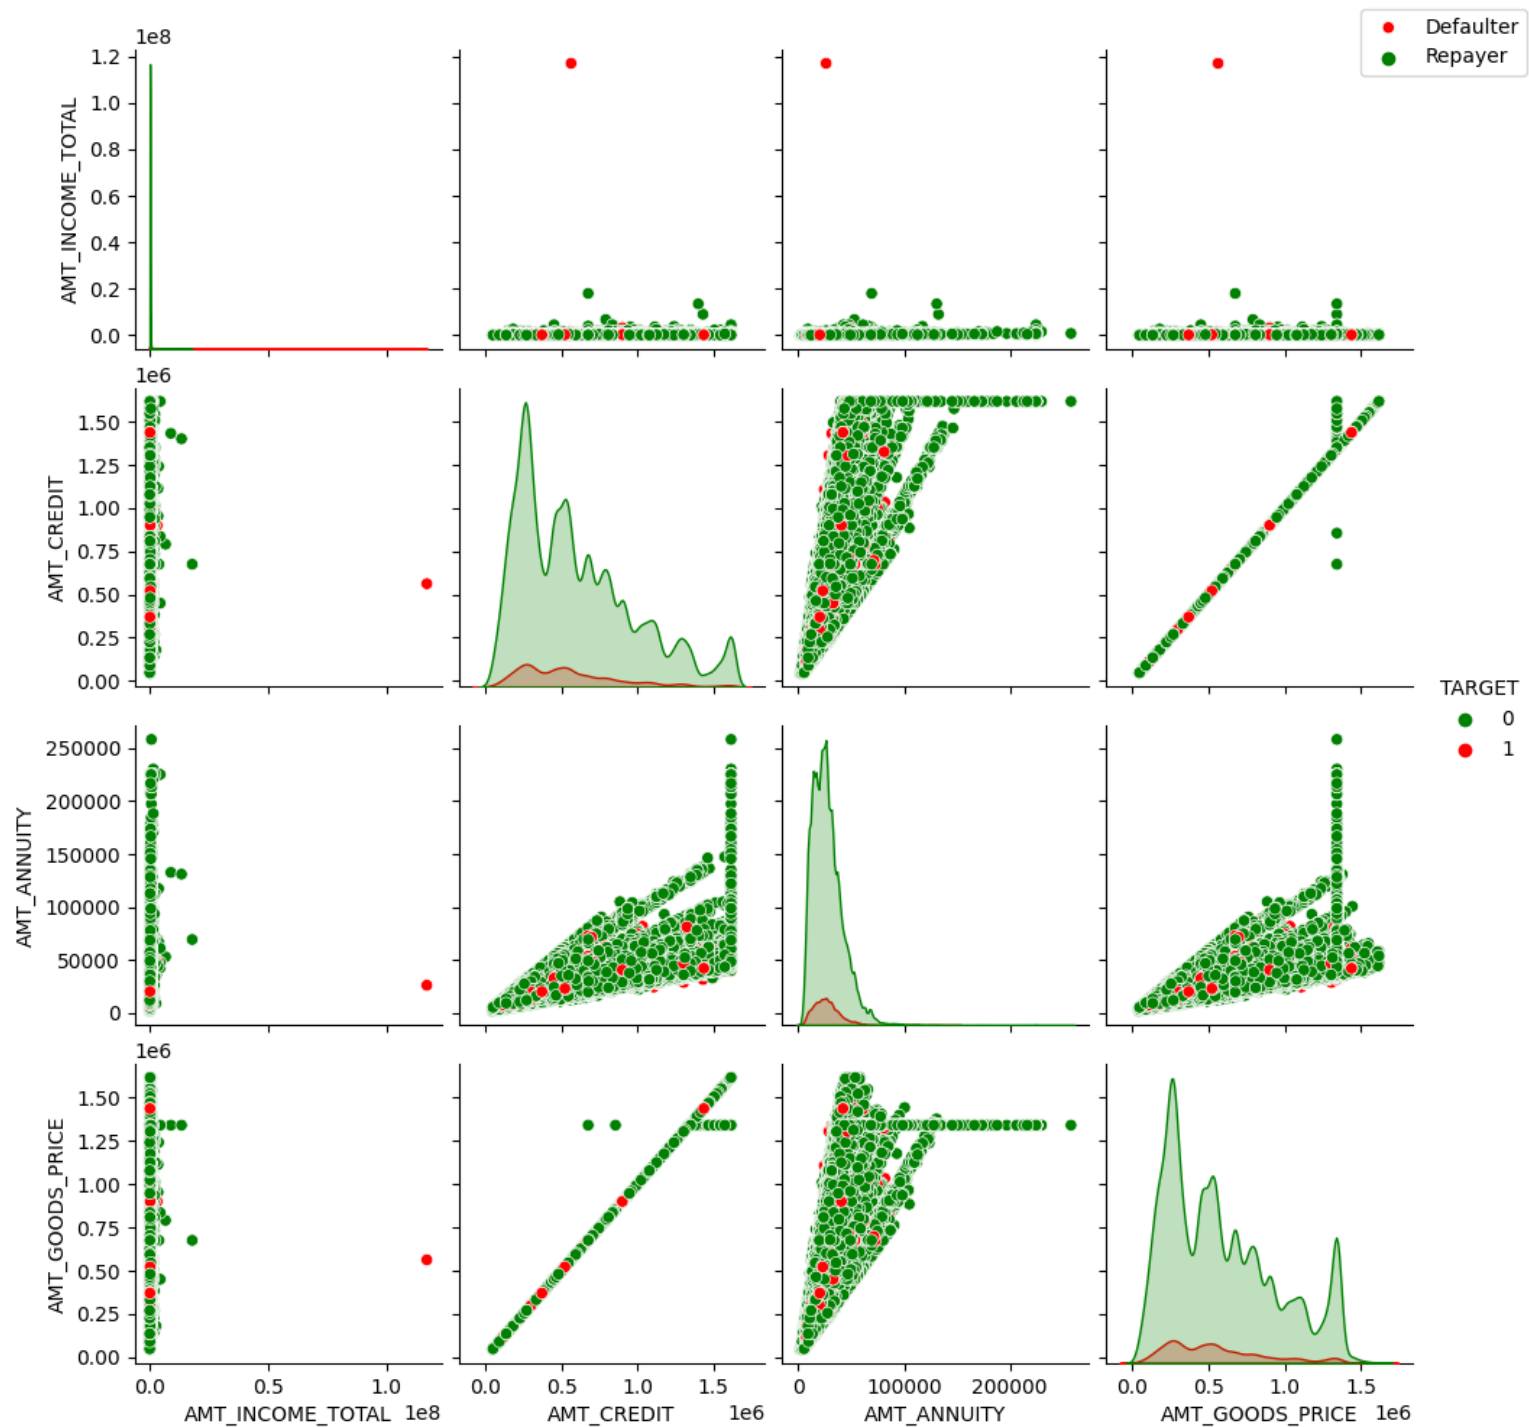 1e8
Defaulter
Repayer
AMT_INCOME_TOTAL
1.2
1.0
0.8
0.6
0.4
0.2
0.0
1e6
AMT_CREDIT
1.50
1.25
1.00
0.75
0.50
0.25
0.00
TARGET
0
1
AMT_ANNUITY
250000
200000
150000
100000
50000
0
1e6
AMT_GOODS_PRICE
1.50
1.25
1.00
0.75
0.50
0.25
0.00
0.0 0.5 1.0
AMT_INCOME_TOTAL 1e8
0.0 0.5 1.0 1.5
AMT_CREDIT 1e6
0 100000 200000
AMT_ANNUITY
0.0 0.5 1.0 1.5
AMT_GOODS_PRICE 1e6